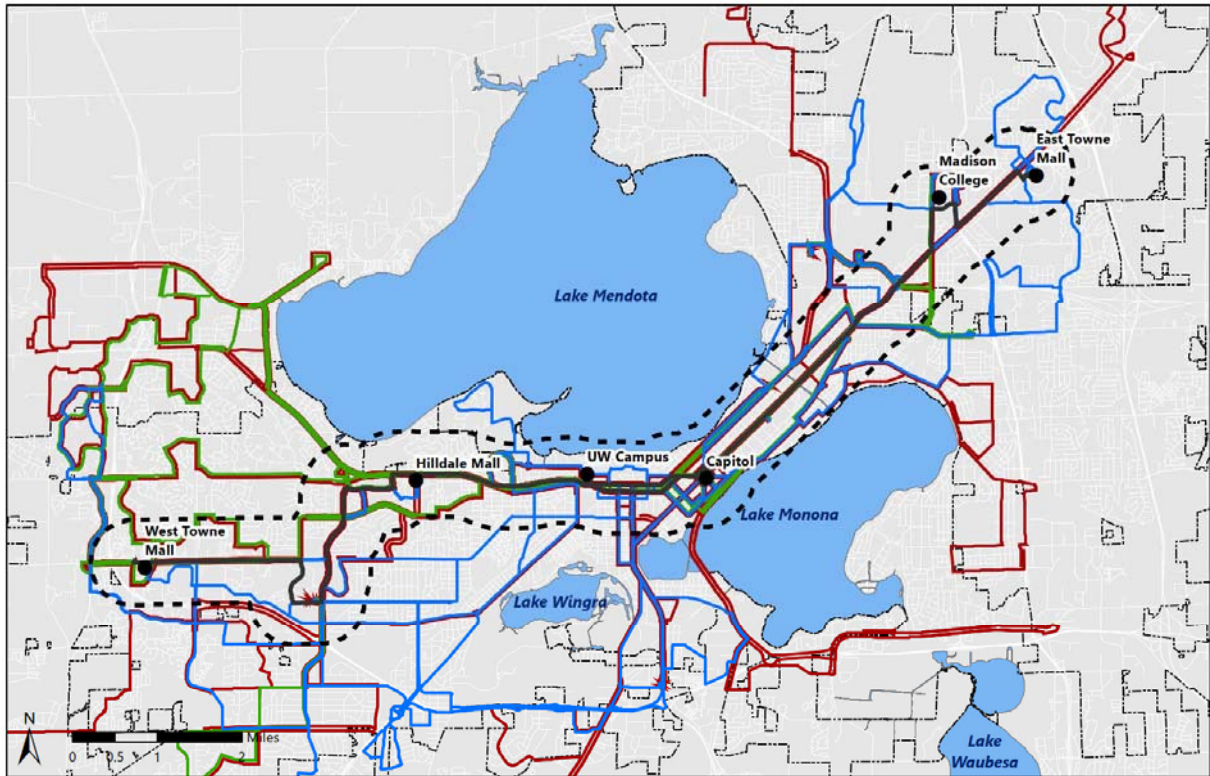 East Towne
Mall
Madison
College
Lake Mendota
Hilldale Mall
UW Campus
Capitol
Lake Monona
West Towne
Mall
Lake Wingra
N
Miles
0 0.5 1 2
Lake
Waubesa